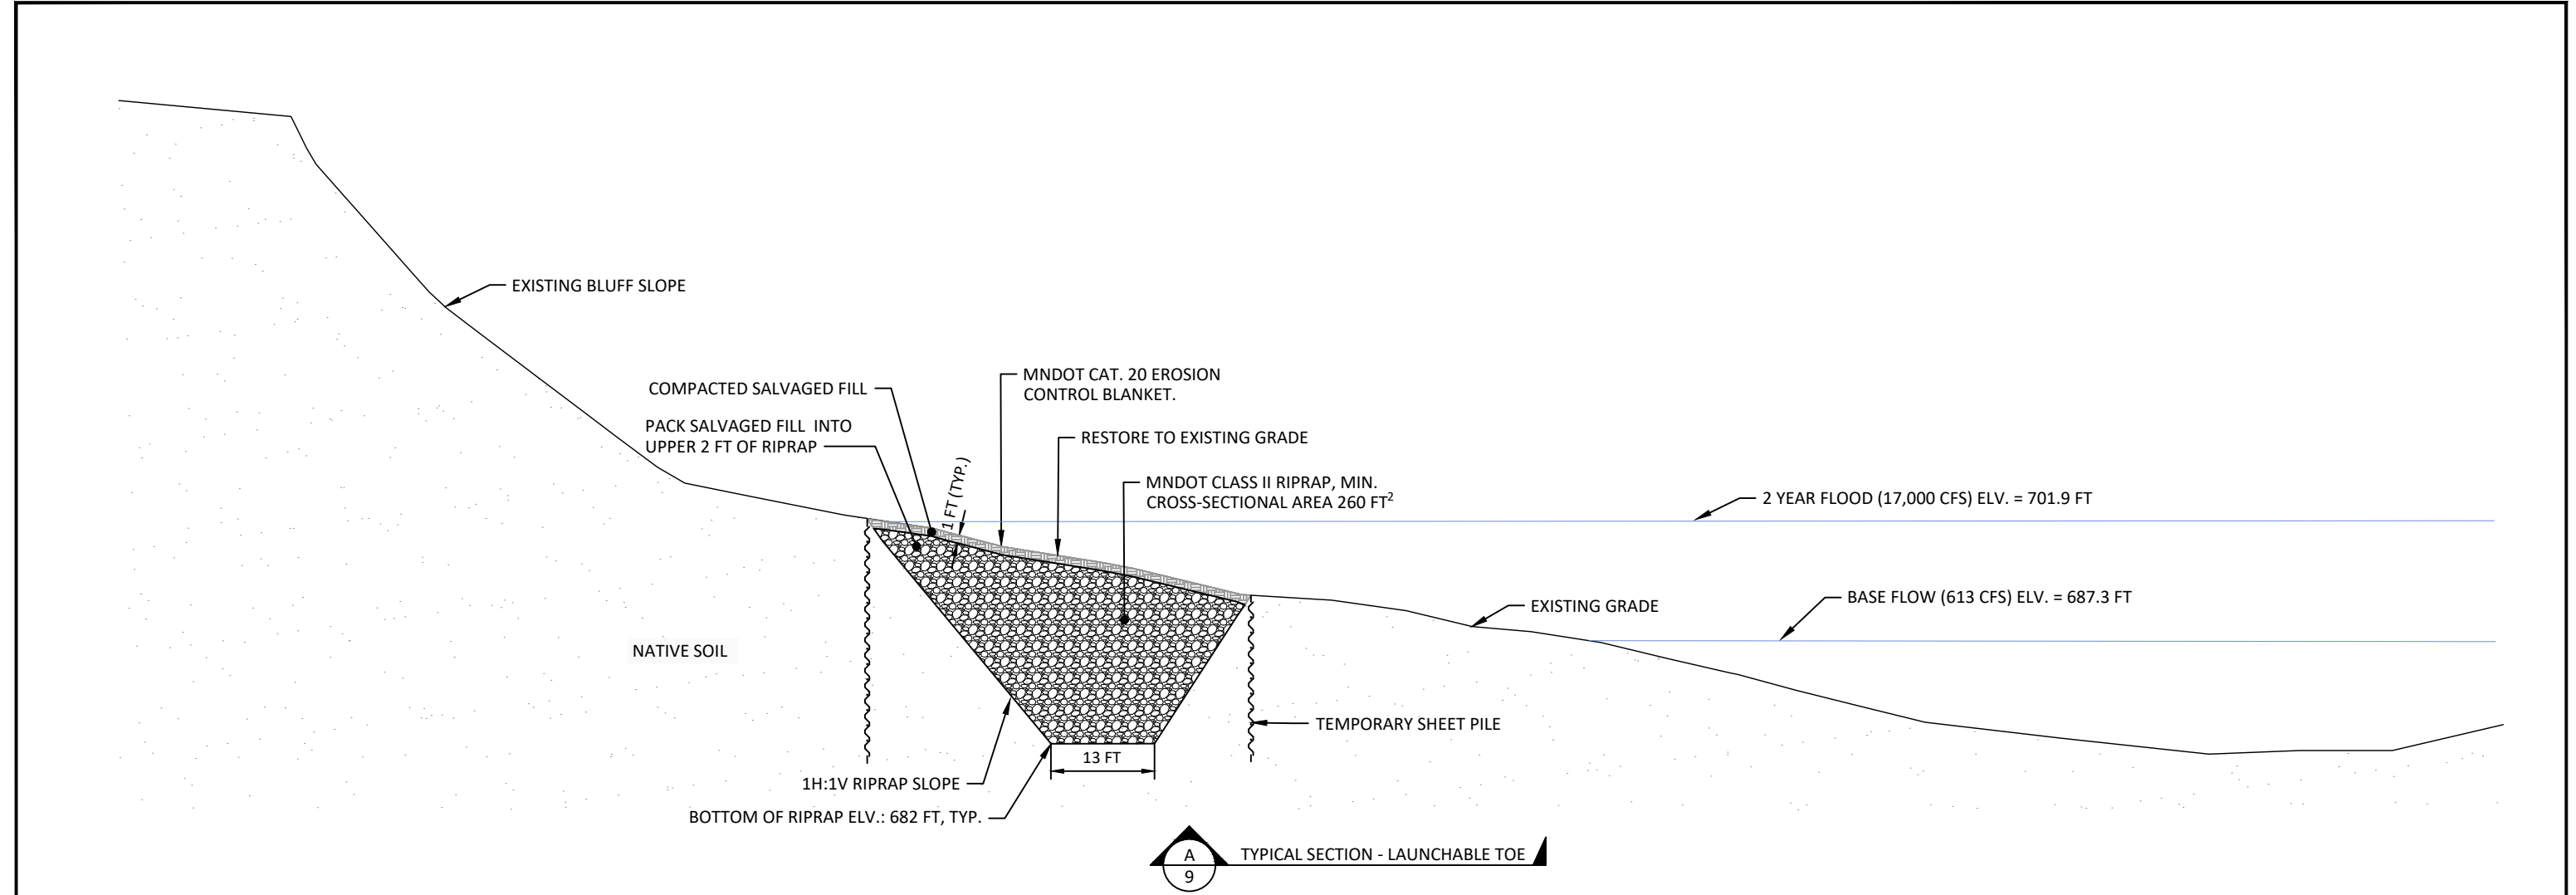 EXISTING BLUFF SLOPE
COMPACTED SALVAGED FILL
PACK SALVAGED FILL INTO
UPPER 2 FT OF RIPRAP
1 FT (TYP.)
MNDOT CAT. 20 EROSION
CONTROL BLANKET.
RESTORE TO EXISTING GRADE
MNDOT CLASS II RIPRAP, MIN.
CROSS-SECTIONAL AREA 260 FT²
2 YEAR FLOOD (17,000 CFS) ELV. = 701.9 FT
BASE FLOW (613 CFS) ELV. = 687.3 FT
EXISTING GRADE
NATIVE SOIL
TEMPORARY SHEET PILE
13 FT
1H:1V RIPRAP SLOPE
BOTTOM OF RIPRAP ELV.: 682 FT, TYP.
A
9
TYPICAL SECTION - LAUNCHABLE TOE